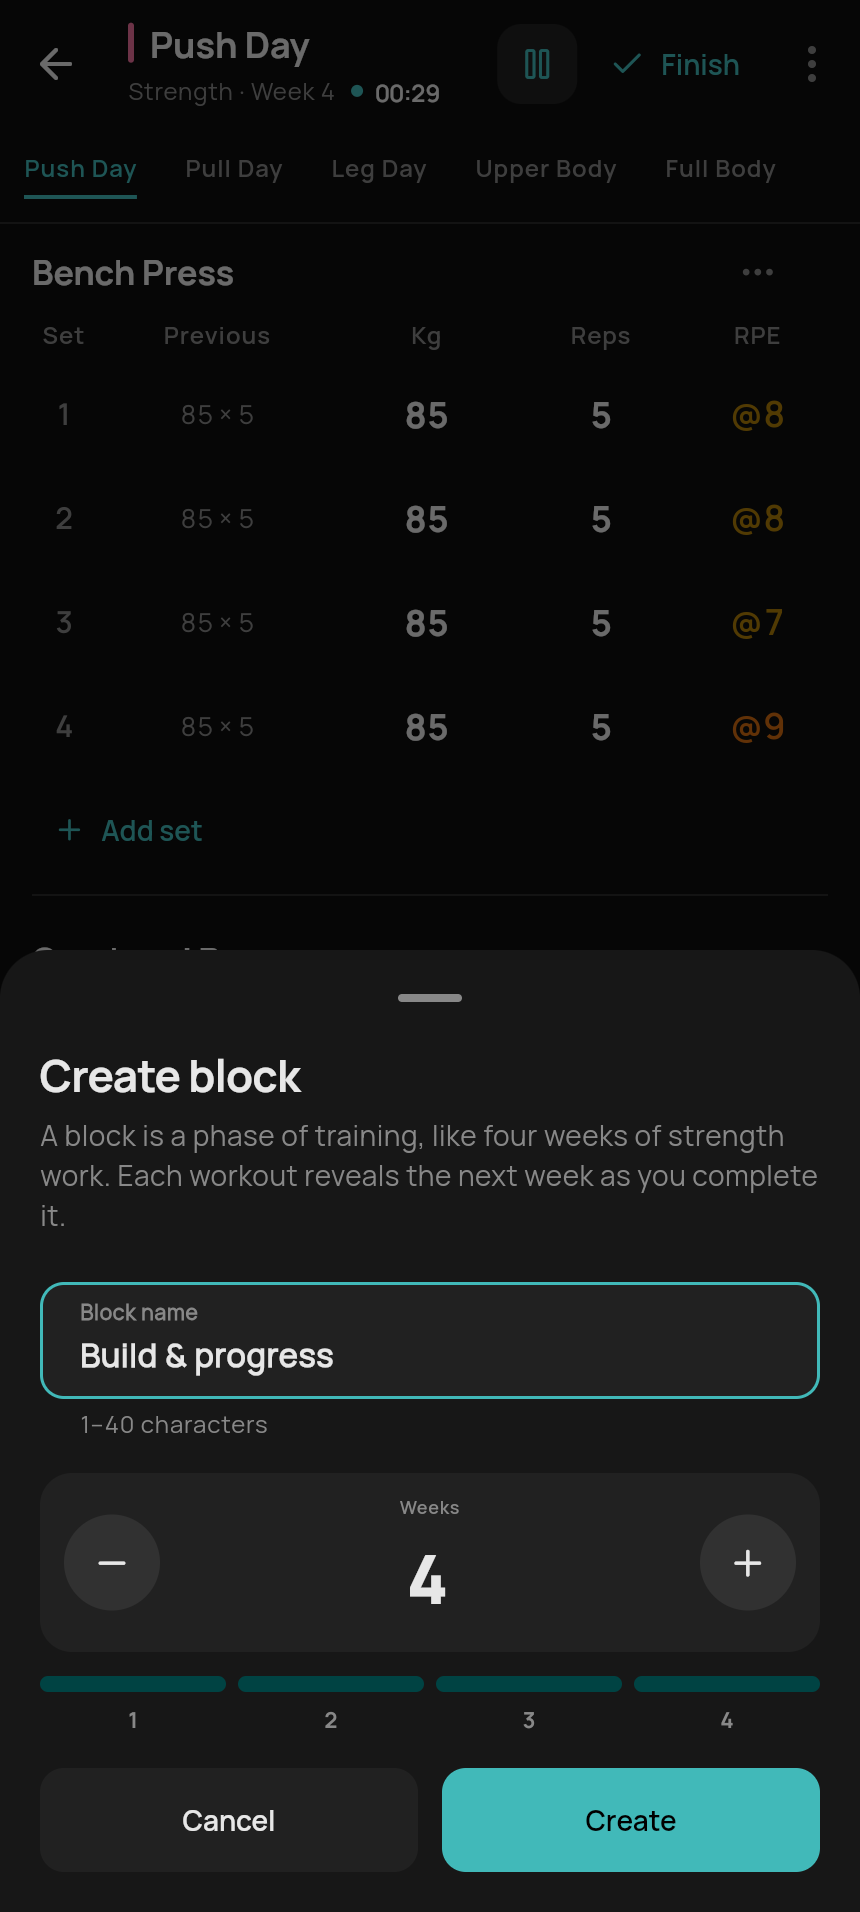 Push Day
Strength · Week 4 00:29
Finish
Push Day Pull Day Leg Day Upper Body Full Body
Bench Press
Set Previous Kg Reps RPE
1 85 × 5 85 5 @8
2 85 × 5 85 5 @8
3 85 × 5 85 5 @7
4 85 × 5 85 5 @9
+ Add set
Create block
A block is a phase of training, like four weeks of strength
work. Each workout reveals the next week as you complete
it.
Block name
Build & progress
1–40 characters
Weeks
4
1 2 3 4
Cancel Create